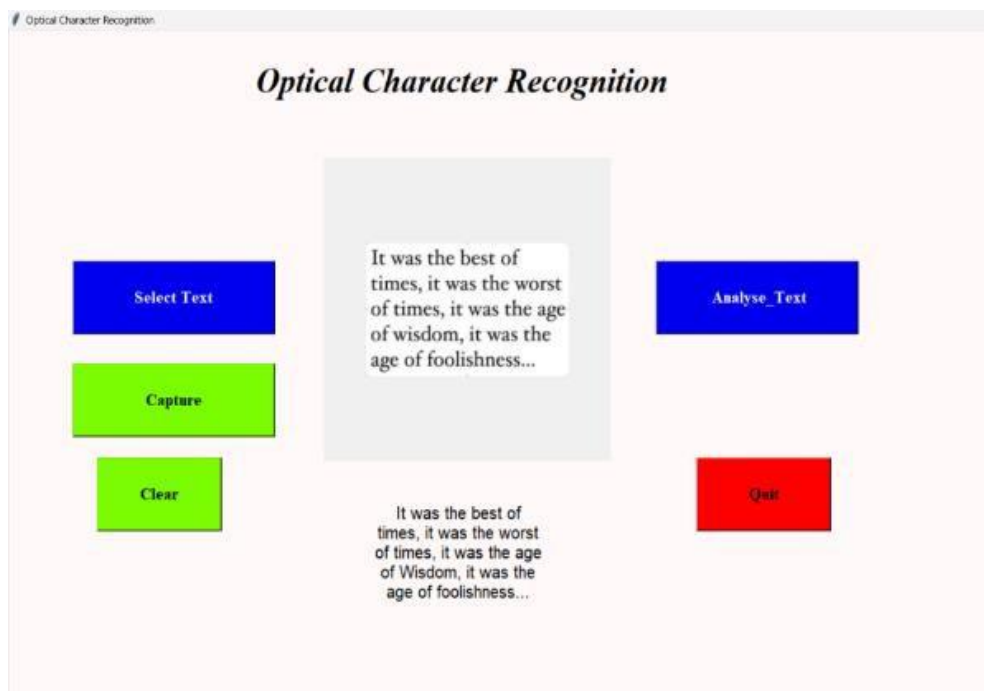 Optical Character Recognition
Optical Character Recognition
It was the best of
times, it was the worst
of times, it was the age
of wisdom, it was the
age of foolishness...
Select Text
Analyse_Text
Capture
Clear
Quit
It was the best of
times, it was the worst
of times, it was the age
of Wisdom, it was the
age of foolishness...